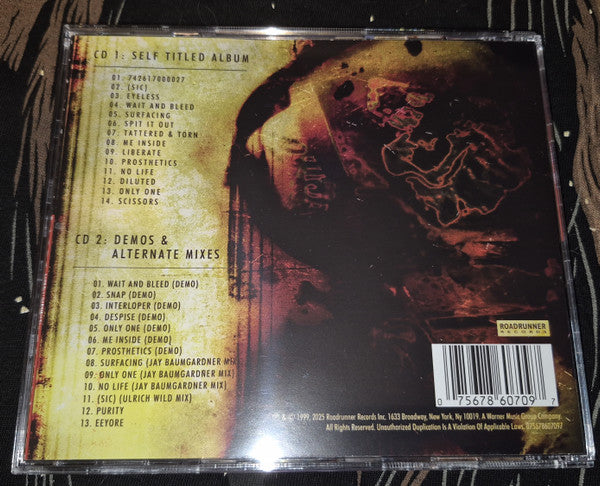 CD 1: SELF TITLED ALBUM
01. 742617000027
02. (SIC)
03. EYELESS
04. WAIT AND BLEED
05. SURFACING
06. SPIT IT OUT
07. TATTERED & TORN
08. ME INSIDE
09. LIBERATE
10. PROSTHETICS
11. NO LIFE
12. DILUTED
13. ONLY ONE
14. SCISSORS
CD 2: DEMOS &
ALTERNATE MIXES
01. WAIT AND BLEED (DEMO)
02. SNAP (DEMO)
03. INTERLOPER (DEMO)
04. DESPISE (DEMO)
05. ONLY ONE (DEMO)
06. ME INSIDE (DEMO)
07. PROSTHETICS (DEMO)
08. SURFACING (JAY BAUMGARDNER MIX
09. ONLY ONE (JAY BAUMGARDNER MIX)
10. NO LIFE (JAY BAUMGARDNER MIX)
11. (SIC) (ULRICH WILD MIX)
12. PURITY
13. EEYORE
ROADRUNNER
RECORDS
0 75678 60709 7
℗ & © 1999, 2025 Roadrunner Records Inc. 1633 Broadway, New York, Ny 10019. A Warner Music Group Company.
All Rights Reserved. Unauthorized Duplication Is A Violation Of Applicable Laws. 075678607097